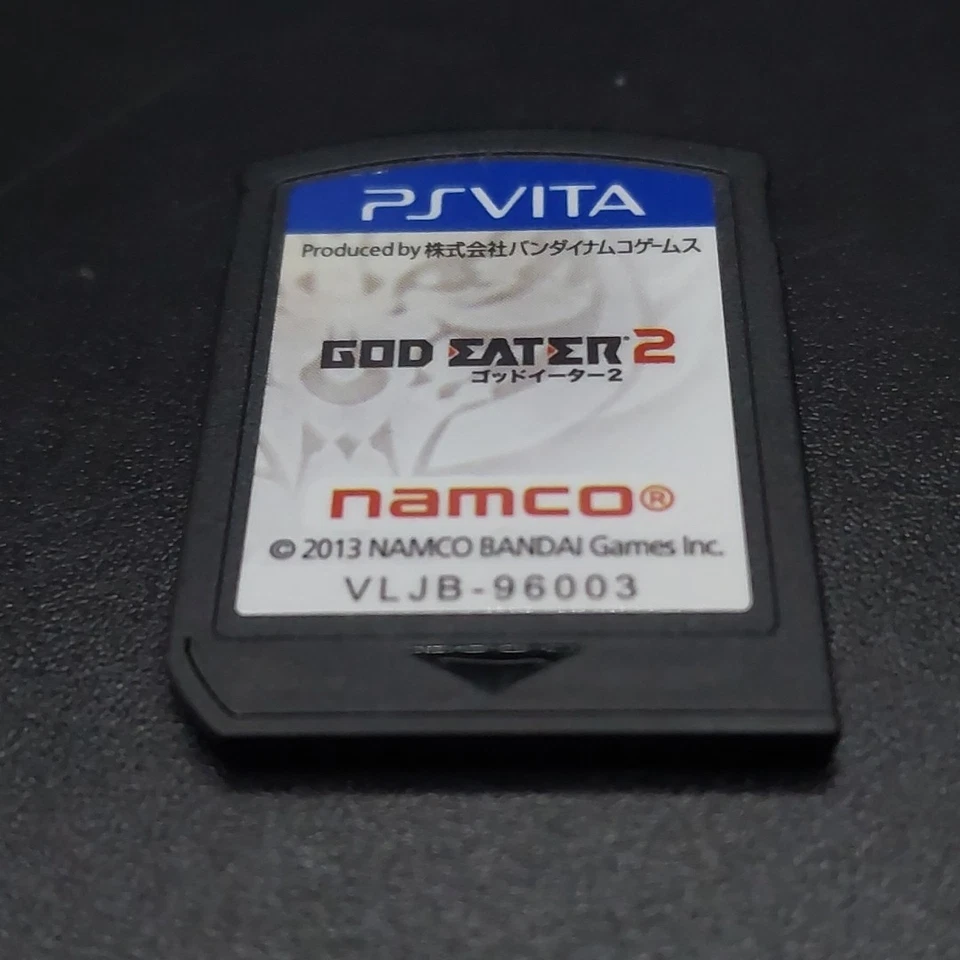 PSVITA
Produced by 株式会社バンダイナムコゲームス
GOD EATER 2
ゴッドイーター2
namco®
© 2013 NAMCO BANDAI Games Inc.
VLJB-96003